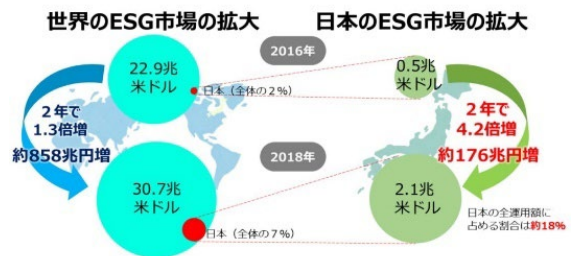 世界のESG市場の拡大
日本のESG市場の拡大
2016年
22.9兆
米ドル
日本（全体の２％）
0.5兆
米ドル
２年で
1.3倍増
約858兆円増
２年で
4.2倍増
約176兆円増
2018年
30.7兆
米ドル
日本（全体の７％）
2.1兆
米ドル
日本の全運用額に
占める割合は約18%